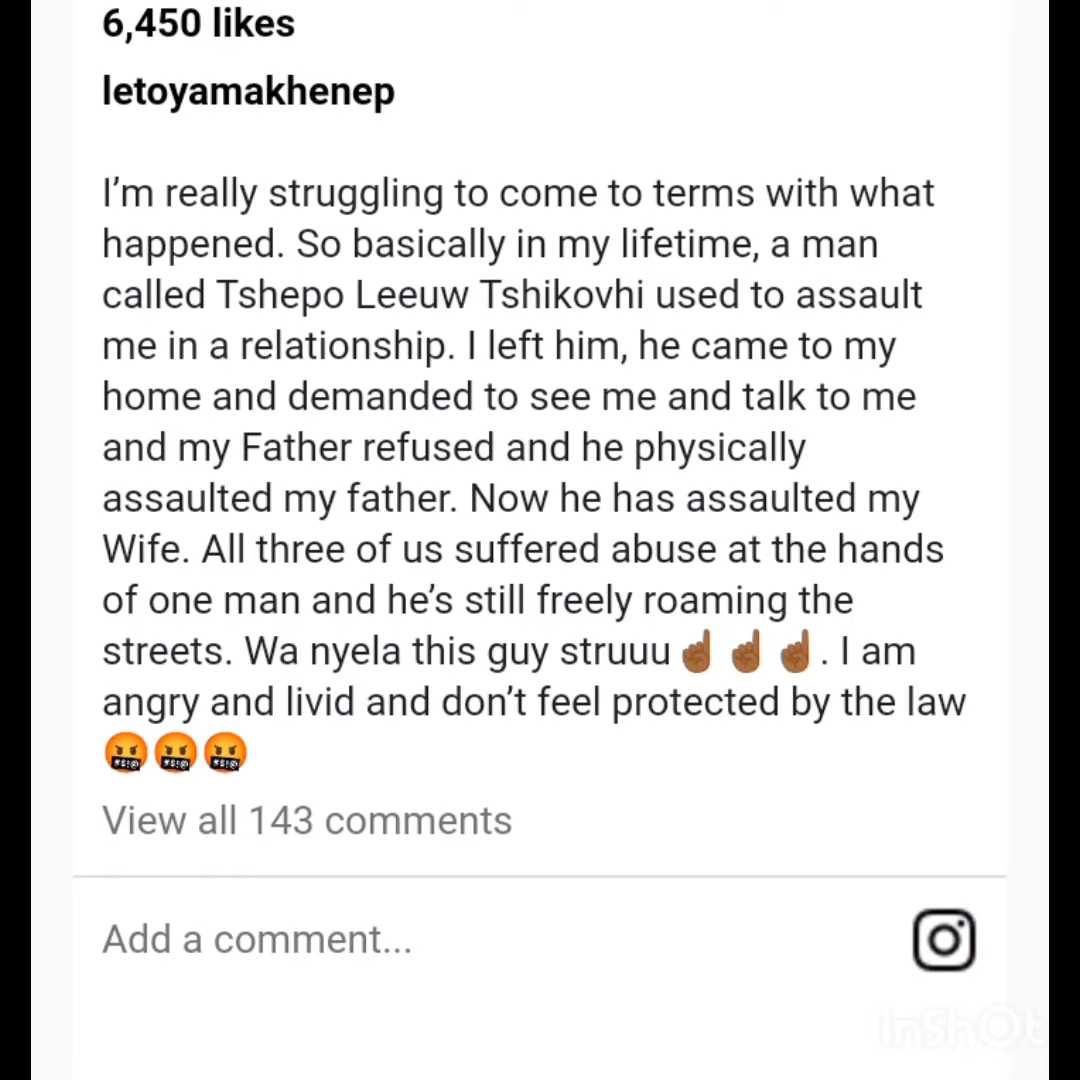 6,450 likes
letoyamakhenep
I’m really struggling to come to terms with what
happened. So basically in my lifetime, a man
called Tshepo Leeuw Tshikovhi used to assault
me in a relationship. I left him, he came to my
home and demanded to see me and talk to me
and my Father refused and he physically
assaulted my father. Now he has assaulted my
Wife. All three of us suffered abuse at the hands
of one man and he’s still freely roaming the
streets. Wa nyela this guy struuu☝🏾☝🏾☝🏾. I am
angry and livid and don’t feel protected by the law
🤬🤬🤬
View all 143 comments
Add a comment...
InShOt